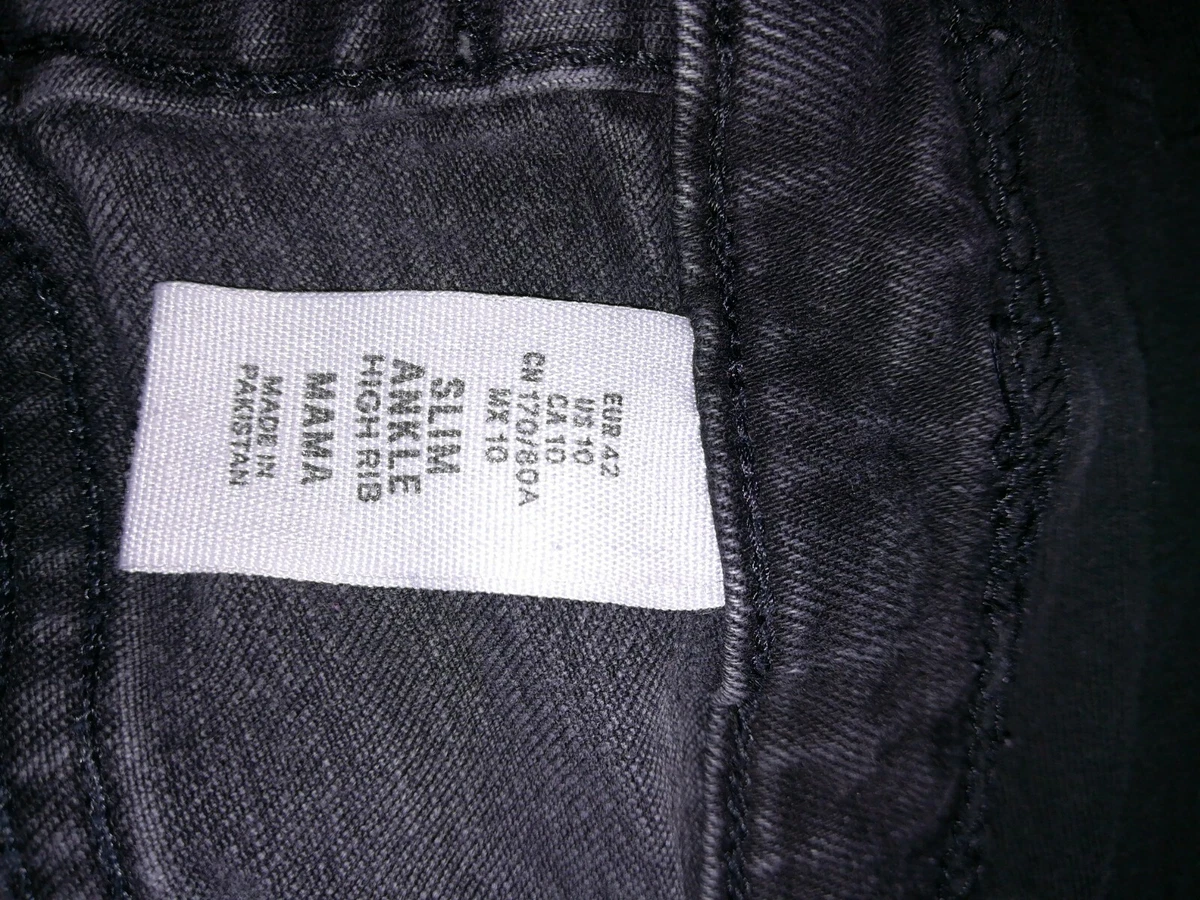 EUR 42
US 10
CA 10
CN 170/80A
MX 10
SLIM
ANKLE
HIGH RIB
MAMA
MADE IN
PAKISTAN